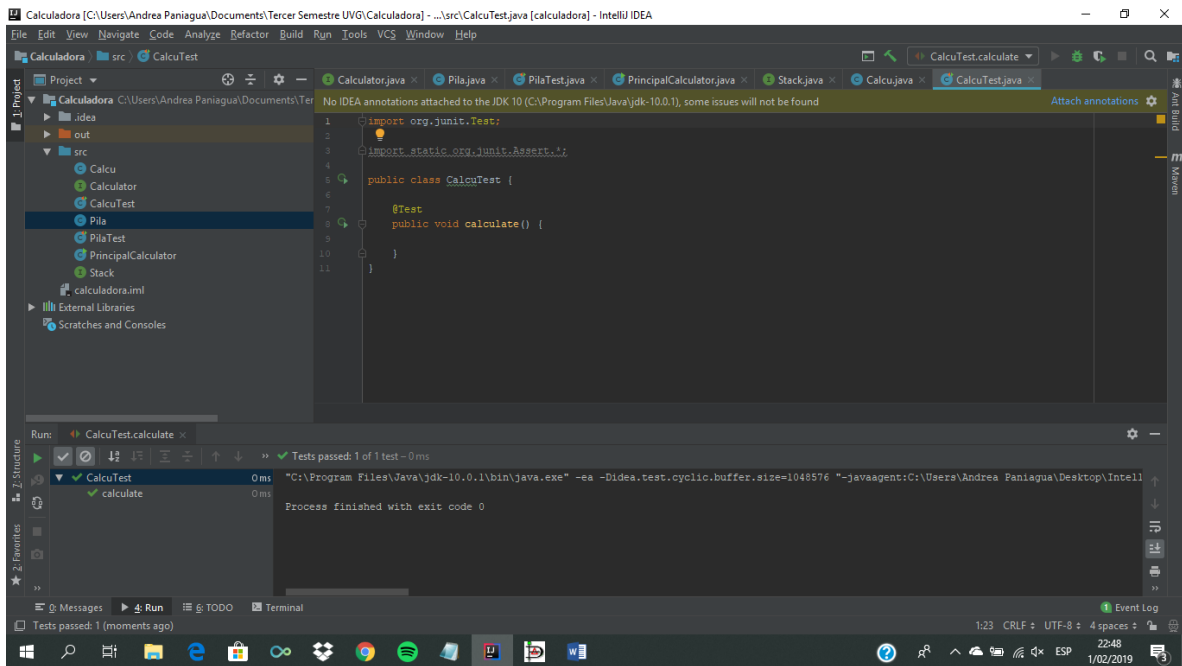 Calculadora [C:\Users\Andrea Paniagua\Documents\Tercer Semestre UVG\Calculadora] - ...\src\CalcuTest.java [calculadora] - IntelliJ IDEA
File Edit View Navigate Code Analyze Refactor Build Run Tools VCS Window Help
Calculadora src CalcuTest CalcuTest.calculate
Project Calculator.java Pila.java PilaTest.java PrincipalCalculator.java Stack.java Calcu.java CalcuTest.java
1: Project
Calculadora C:\Users\Andrea Paniagua\Documents\Ter
.idea
out
src
Calcu
Calculator
CalcuTest
Pila
PilaTest
PrincipalCalculator
Stack
calculadora.iml
External Libraries
Scratches and Consoles
No IDEA annotations attached to the JDK 10 (C:\Program Files\Java\jdk-10.0.1), some issues will not be found Attach annotations
1 import org.junit.Test;
2
3 import static org.junit.Assert.*;
4
5 public class CalcuTest {
6
7 @Test
8 public void calculate() {
9
10 }
11 }
Ant Build
m Maven
Run: CalcuTest.calculate
Tests passed: 1 of 1 test – 0 ms
CalcuTest 0 ms
calculate 0 ms
"C:\Program Files\Java\jdk-10.0.1\bin\java.exe" -ea -Didea.test.cyclic.buffer.size=1048576 "-javaagent:C:\Users\Andrea Paniagua\Desktop\Intell
Process finished with exit code 0
Z: Structure
2: Favorites
0: Messages 4: Run 6: TODO Terminal 1 Event Log
Tests passed: 1 (moments ago) 1:23 CRLF UTF-8 4 spaces
ESP 22:48
1/02/2019 3